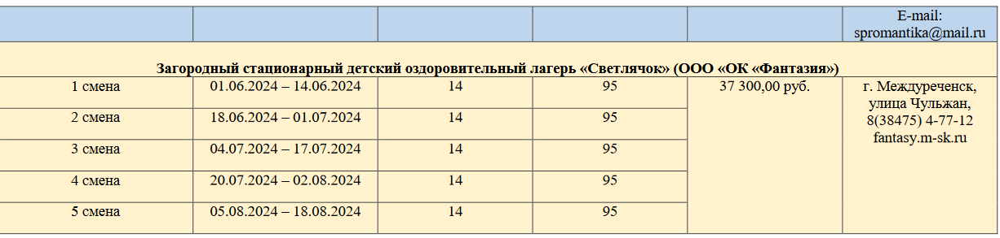 E-mail:
spromantika@mail.ru
Загородный стационарный детский оздоровительный лагерь «Светлячок» (ООО «ОК «Фантазия»)
1 смена 01.06.2024 – 14.06.2024 14 95 37 300,00 руб. г. Междуреченск,
улица Чульжан,
2 смена 18.06.2024 – 01.07.2024 14 95 8(38475) 4-77-12
fantasy.m-sk.ru
3 смена 04.07.2024 – 17.07.2024 14 95
4 смена 20.07.2024 – 02.08.2024 14 95
5 смена 05.08.2024 – 18.08.2024 14 95